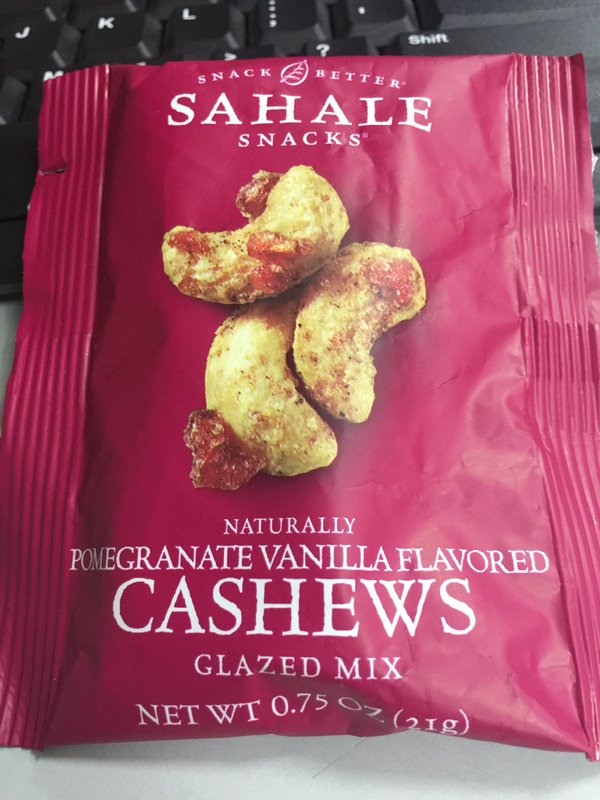 J K L
M > ? Shift
SNACK BETTER®
SAHALE
SNACKS®
NATURALLY
POMEGRANATE VANILLA FLAVORED
CASHEWS
GLAZED MIX
NET WT 0.75 OZ. (21g)